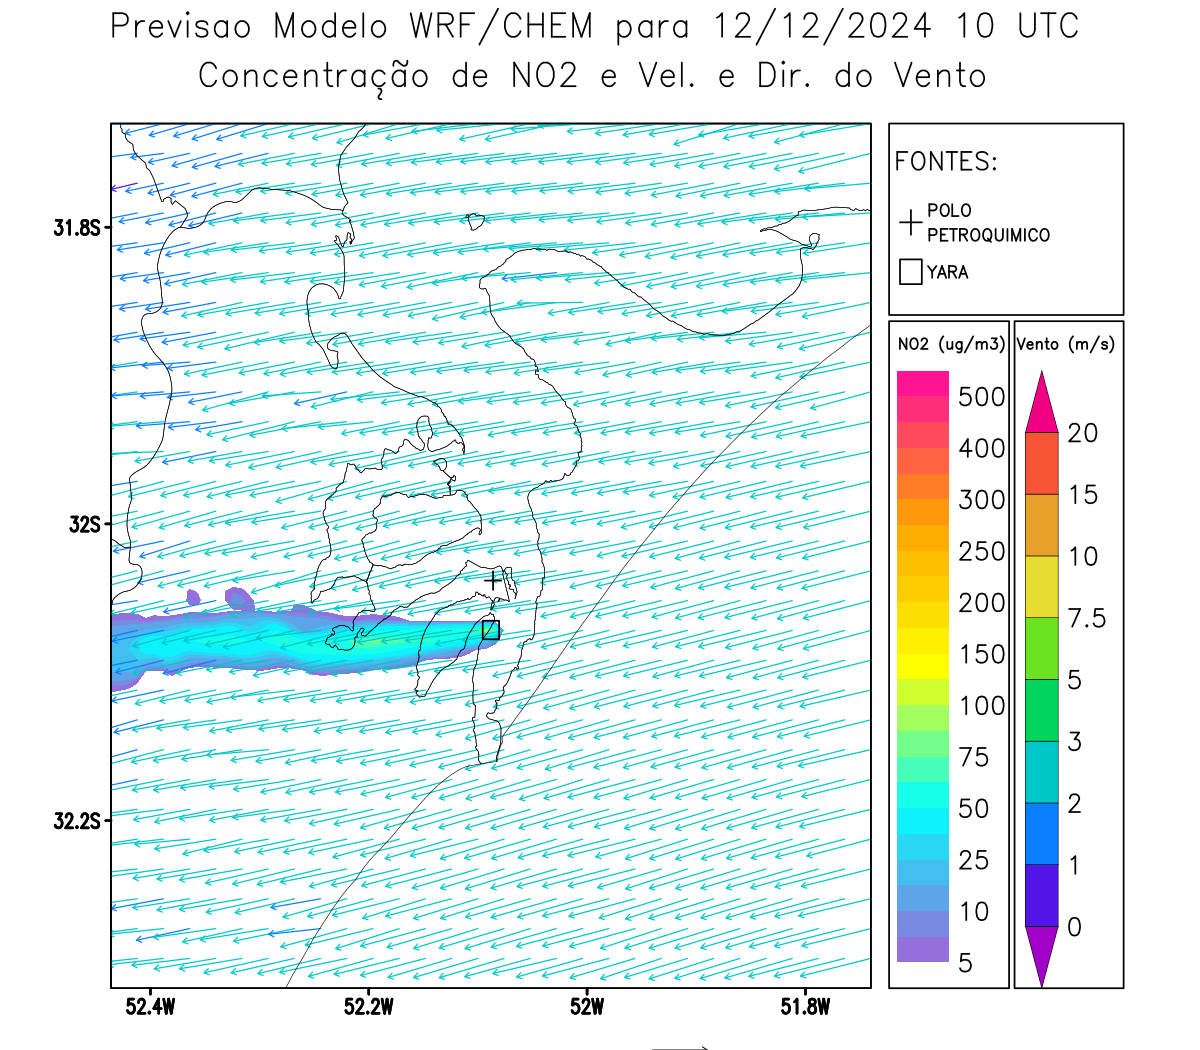 Previsao Modelo WRF/CHEM para 12/12/2024 10 UTC
Concentração de NO2 e Vel. e Dir. do Vento
FONTES:
POLO
PETROQUIMICO
YARA
NO2 (ug/m3)
500
400
300
250
200
150
100
75
50
25
10
5
Vento (m/s)
20
15
10
7.5
5
3
2
1
0
31.8S
32S
32.2S
52.4W
52.2W
52W
51.8W